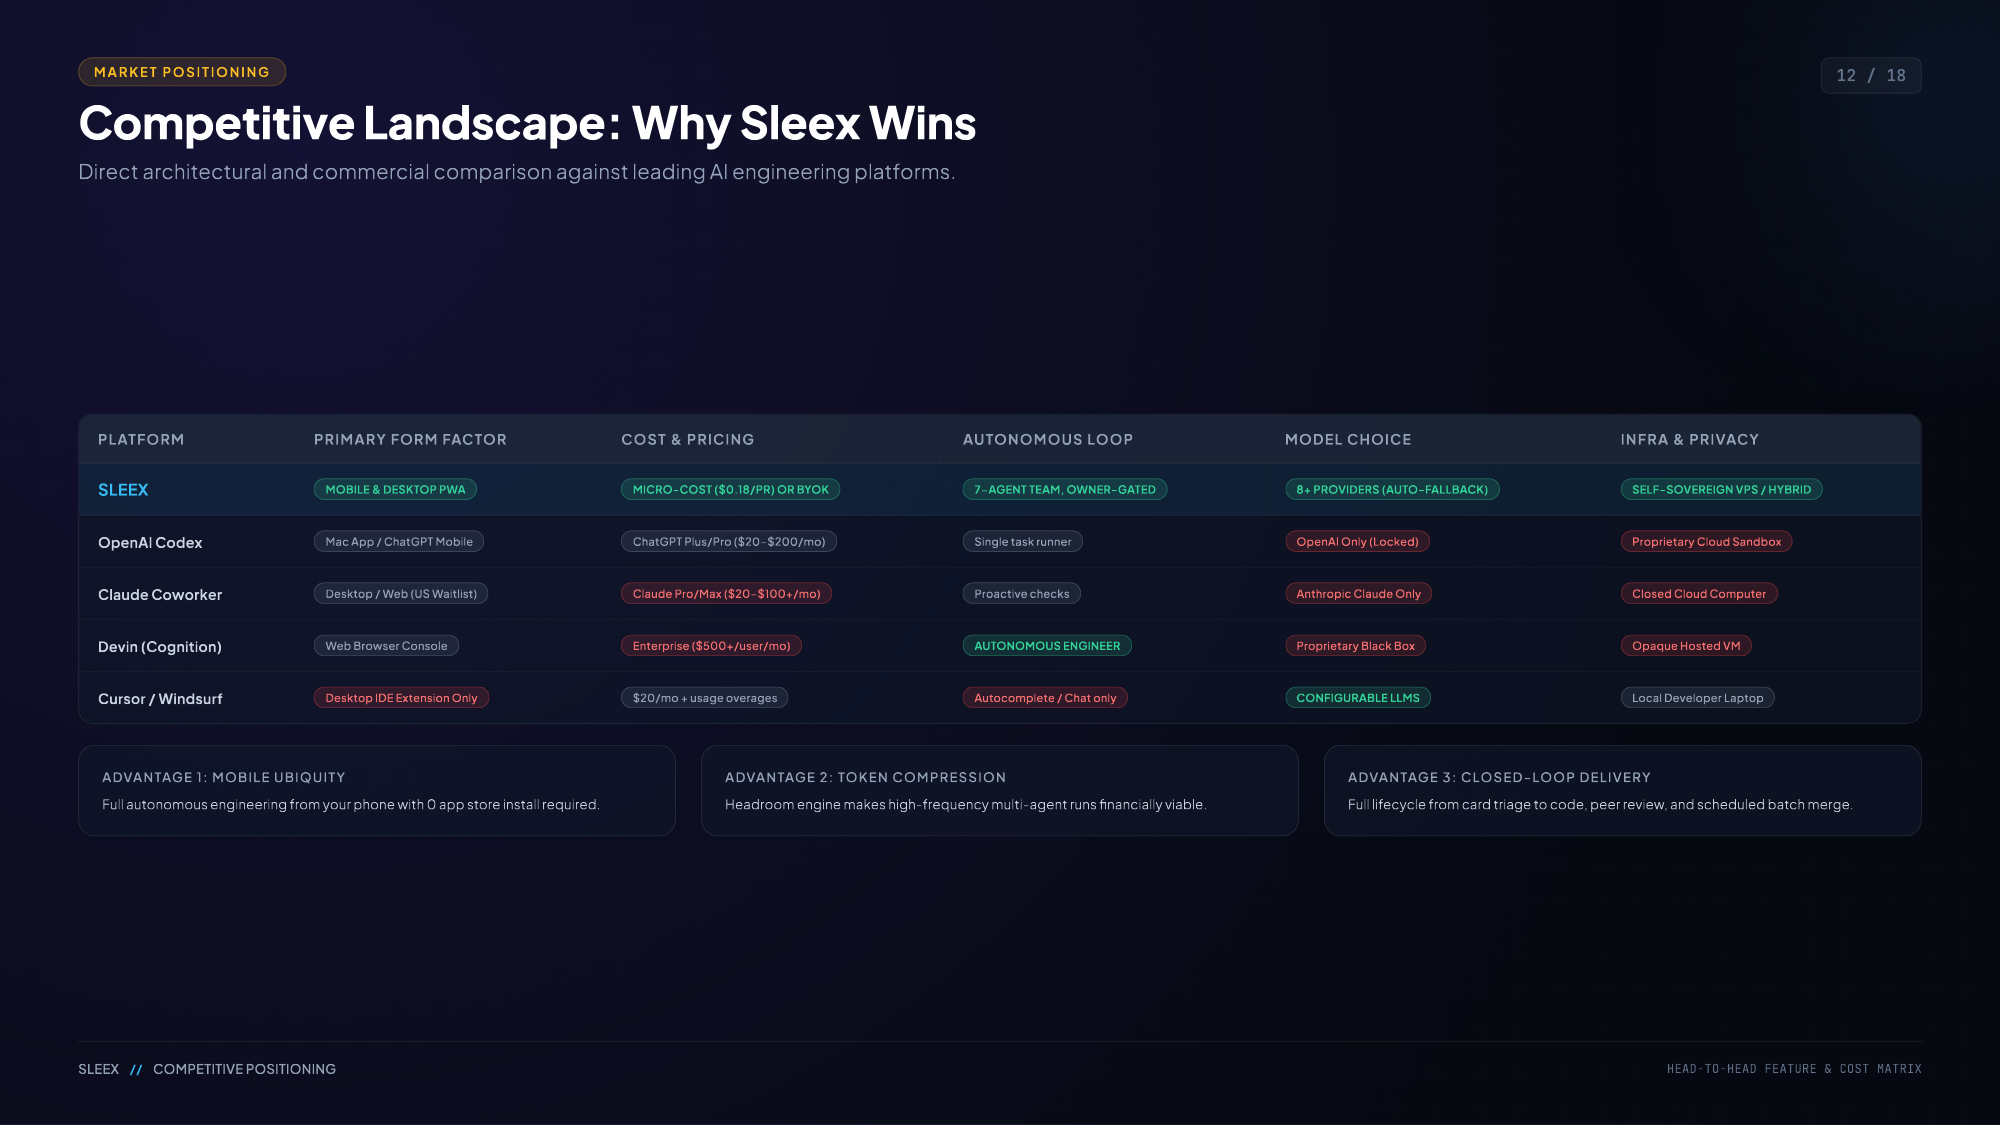 MARKET POSITIONING
12 / 18
Competitive Landscape: Why Sleex Wins
Direct architectural and commercial comparison against leading AI engineering platforms.
PLATFORM PRIMARY FORM FACTOR COST & PRICING AUTONOMOUS LOOP MODEL CHOICE INFRA & PRIVACY
SLEEX MOBILE & DESKTOP PWA MICRO-COST ($0.18/PR) OR BYOK 7-AGENT TEAM, OWNER-GATED 8+ PROVIDERS (AUTO-FALLBACK) SELF-SOVEREIGN VPS / HYBRID
OpenAI Codex Mac App / ChatGPT Mobile ChatGPT Plus/Pro ($20-$200/mo) Single task runner OpenAI Only (Locked) Proprietary Cloud Sandbox
Claude Coworker Desktop / Web (US Waitlist) Claude Pro/Max ($20-$100+/mo) Proactive checks Anthropic Claude Only Closed Cloud Computer
Devin (Cognition) Web Browser Console Enterprise ($500+/user/mo) AUTONOMOUS ENGINEER Proprietary Black Box Opaque Hosted VM
Cursor / Windsurf Desktop IDE Extension Only $20/mo + usage overages Autocomplete / Chat only CONFIGURABLE LLMS Local Developer Laptop
ADVANTAGE 1: MOBILE UBIQUITY
Full autonomous engineering from your phone with 0 app store install required.
ADVANTAGE 2: TOKEN COMPRESSION
Headroom engine makes high-frequency multi-agent runs financially viable.
ADVANTAGE 3: CLOSED-LOOP DELIVERY
Full lifecycle from card triage to code, peer review, and scheduled batch merge.
SLEEX // COMPETITIVE POSITIONING
HEAD-TO-HEAD FEATURE & COST MATRIX